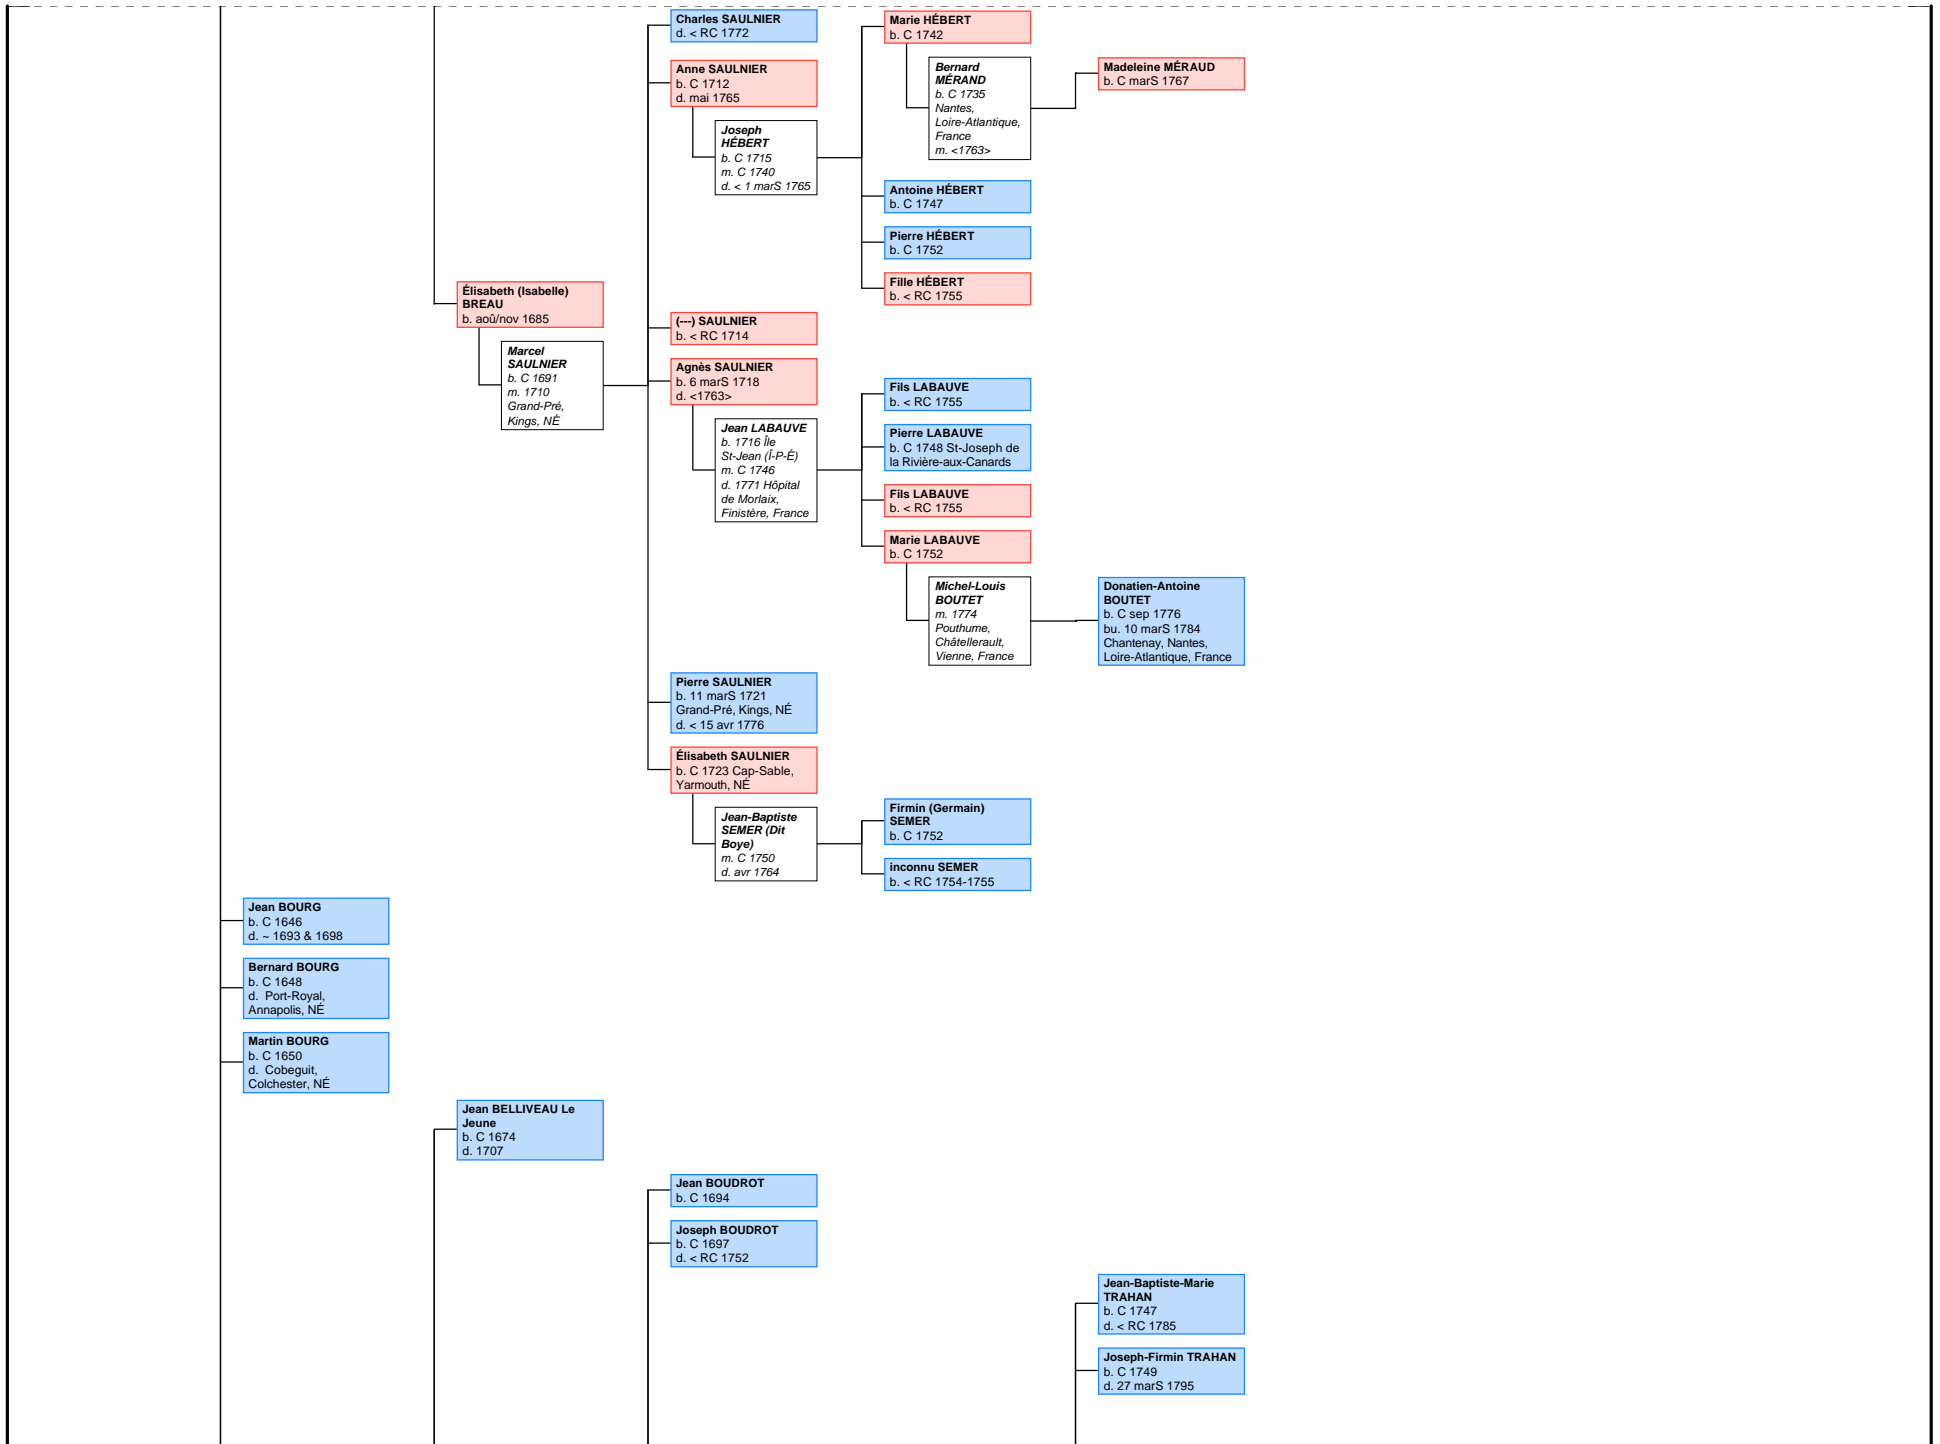 Charles SAULNIER
d. < RC 1772
Anne SAULNIER
b. C 1712
d. mai 1765
Joseph
HÉBERT
b. C 1715
m. C 1740
d. < 1 marS 1765
Marie HÉBERT
b. C 1742
Bernard
MÉRAND
b. C 1735
Nantes,
Loire-Atlantique,
France
m. <1763>
Madeleine MÉRAUD
b. C marS 1767
Antoine HÉBERT
b. C 1747
Pierre HÉBERT
b. C 1752
Fille HÉBERT
b. < RC 1755
Élisabeth (Isabelle)
BREAU
b. aoû/nov 1685
Marcel
SAULNIER
b. C 1691
m. 1710
Grand-Pré,
Kings, NÉ
(---) SAULNIER
b. < RC 1714
Agnès SAULNIER
b. 6 marS 1718
d. <1763>
Jean LABAUVE
b. 1716 Île
St-Jean (Î-P-É)
m. C 1746
d. 1771 Hôpital
de Morlaix,
Finistère, France
Fils LABAUVE
b. < RC 1755
Pierre LABAUVE
b. C 1748 St-Joseph de
la Rivière-aux-Canards
Fils LABAUVE
b. < RC 1755
Marie LABAUVE
b. C 1752
Michel-Louis
BOUTET
m. 1774
Pouthume,
Châtellerault,
Vienne, France
Donatien-Antoine
BOUTET
b. C sep 1776
bu. 10 marS 1784
Chantenay, Nantes,
Loire-Atlantique, France
Pierre SAULNIER
b. 11 marS 1721
Grand-Pré, Kings, NÉ
d. < 15 avr 1776
Élisabeth SAULNIER
b. C 1723 Cap-Sable,
Yarmouth, NÉ
Jean-Baptiste
SEMER (Dit
Boye)
m. C 1750
d. avr 1764
Firmin (Germain)
SEMER
b. C 1752
inconnu SEMER
b. < RC 1754-1755
Jean BOURG
b. C 1646
d. ~ 1693 & 1698
Bernard BOURG
b. C 1648
d.  Port-Royal,
Annapolis, NÉ
Martin BOURG
b. C 1650
d.  Cobeguit,
Colchester, NÉ
Jean BELLIVEAU Le
Jeune
b. C 1674
d. 1707
Jean BOUDROT
b. C 1694
Joseph BOUDROT
b. C 1697
d. < RC 1752
Jean-Baptiste-Marie
TRAHAN
b. C 1747
d. < RC 1785
Joseph-Firmin TRAHAN
b. C 1749
d. 27 marS 1795